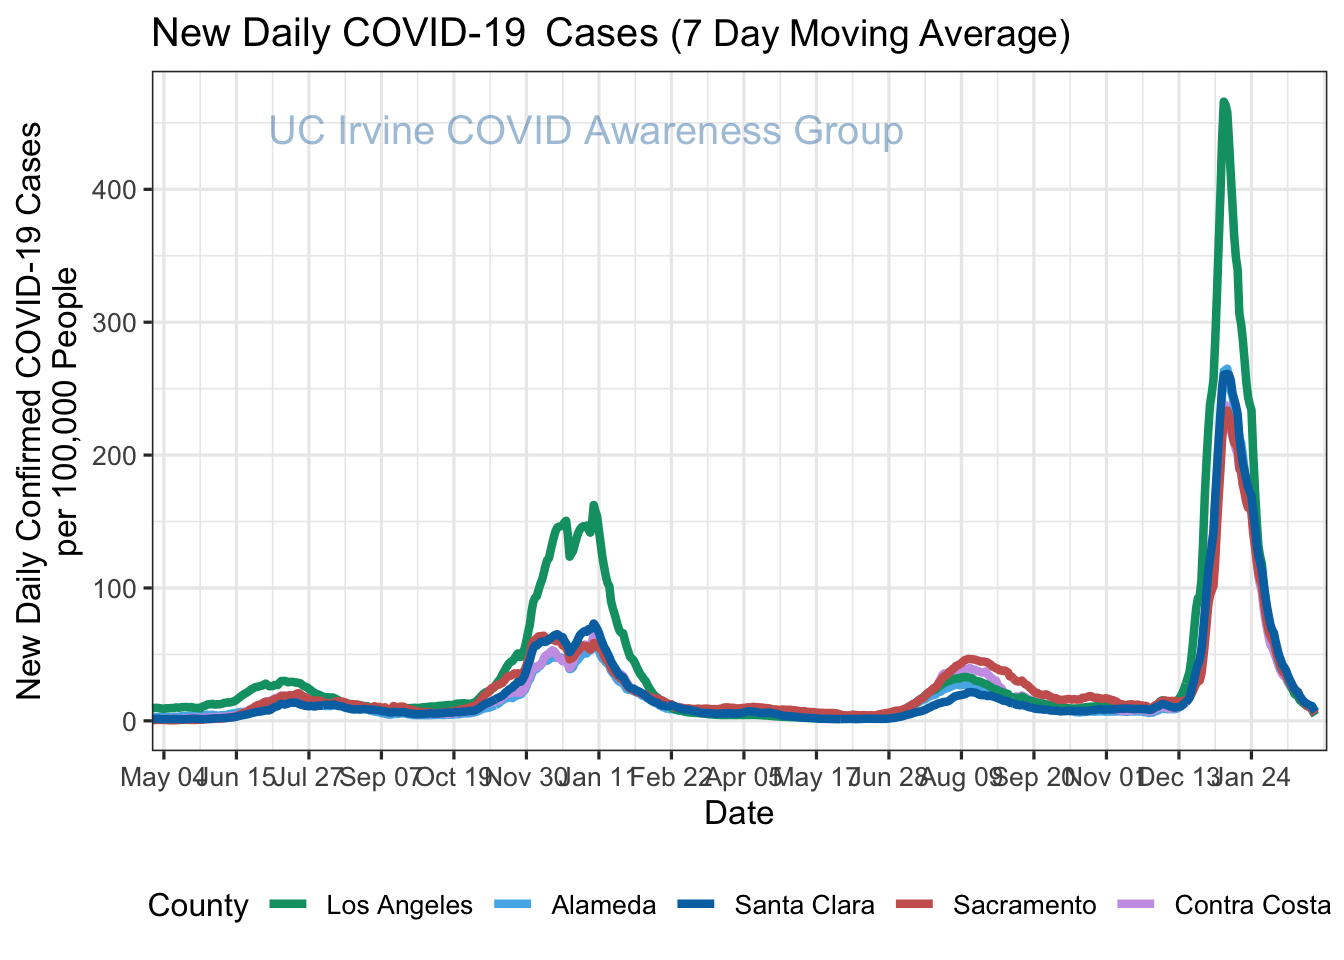 New Daily COVID-19 Cases (7 Day Moving Average)
UC Irvine COVID Awareness Group
New Daily Confirmed COVID-19 Cases
per 100,000 People
400
300
200
100
0
May 04 Jun 15 Jul 27 Sep 07 Oct 19 Nov 30 Jan 11 Feb 22 Apr 05 May 17 Jun 28 Aug 09 Sep 20 Nov 01 Dec 13 Jan 24
Date
County Los Angeles Alameda Santa Clara Sacramento Contra Costa